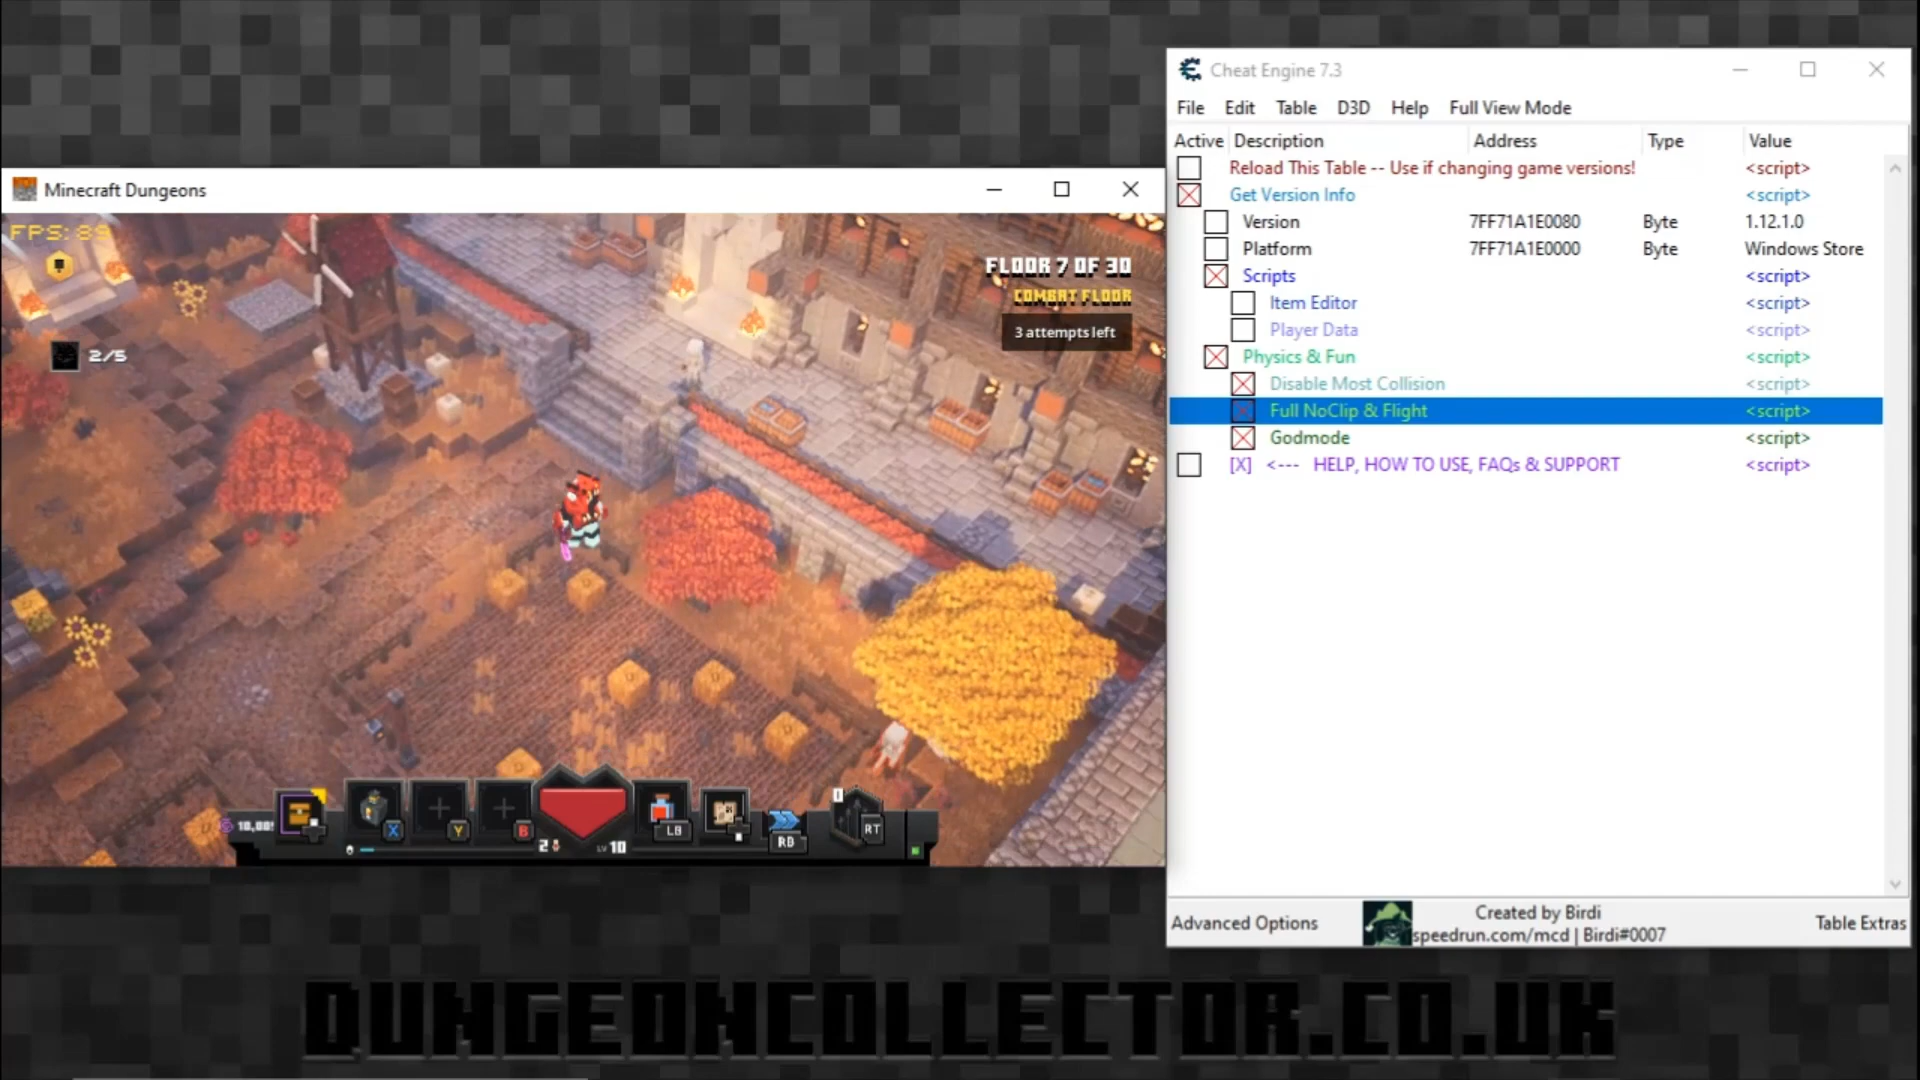 Minecraft Dungeons
FPS: 89
2/5
FLOOR 7 OF 30
COMBAT FLOOR
3 attempts left
X
Y
B
LB
RB
RT
2
LV 10
Cheat Engine 7.3
File Edit Table D3D Help Full View Mode
Active Description Address Type Value
Reload This Table -- Use if changing game versions! <script>
Get Version Info <script>
Version 7FF71A1E0080 Byte 1.12.1.0
Platform 7FF71A1E0000 Byte Windows Store
Scripts <script>
Item Editor <script>
Player Data <script>
Physics & Fun <script>
Disable Most Collision <script>
Full NoClip & Flight <script>
Godmode <script>
[X] <--- HELP, HOW TO USE, FAQs & SUPPORT <script>
Advanced Options
Created by Birdi
speedrun.com/mcd | Birdi#0007
Table Extras
DUNGEONCOLLECTOR.CO.UK